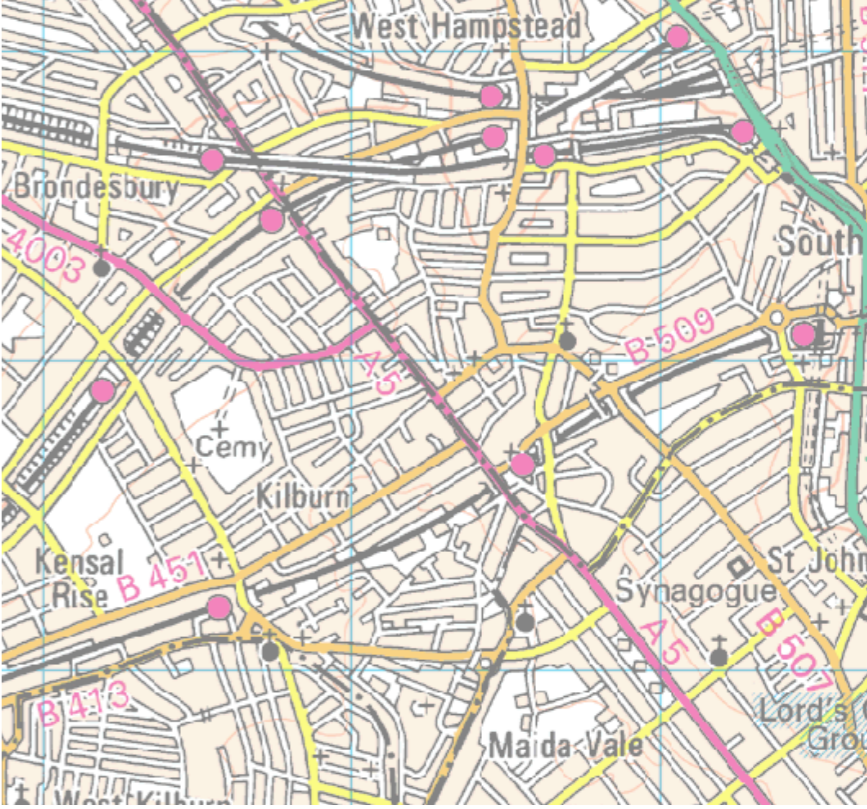 West Hampstead
Brondesbury
4003
South
B 509
A 5
Cemy
Kilburn
Kensal
Rise
B 451
St John
Synagogue
A 5
B 507
B 413
Lord's
Grou
Maida Vale
West Kilburn